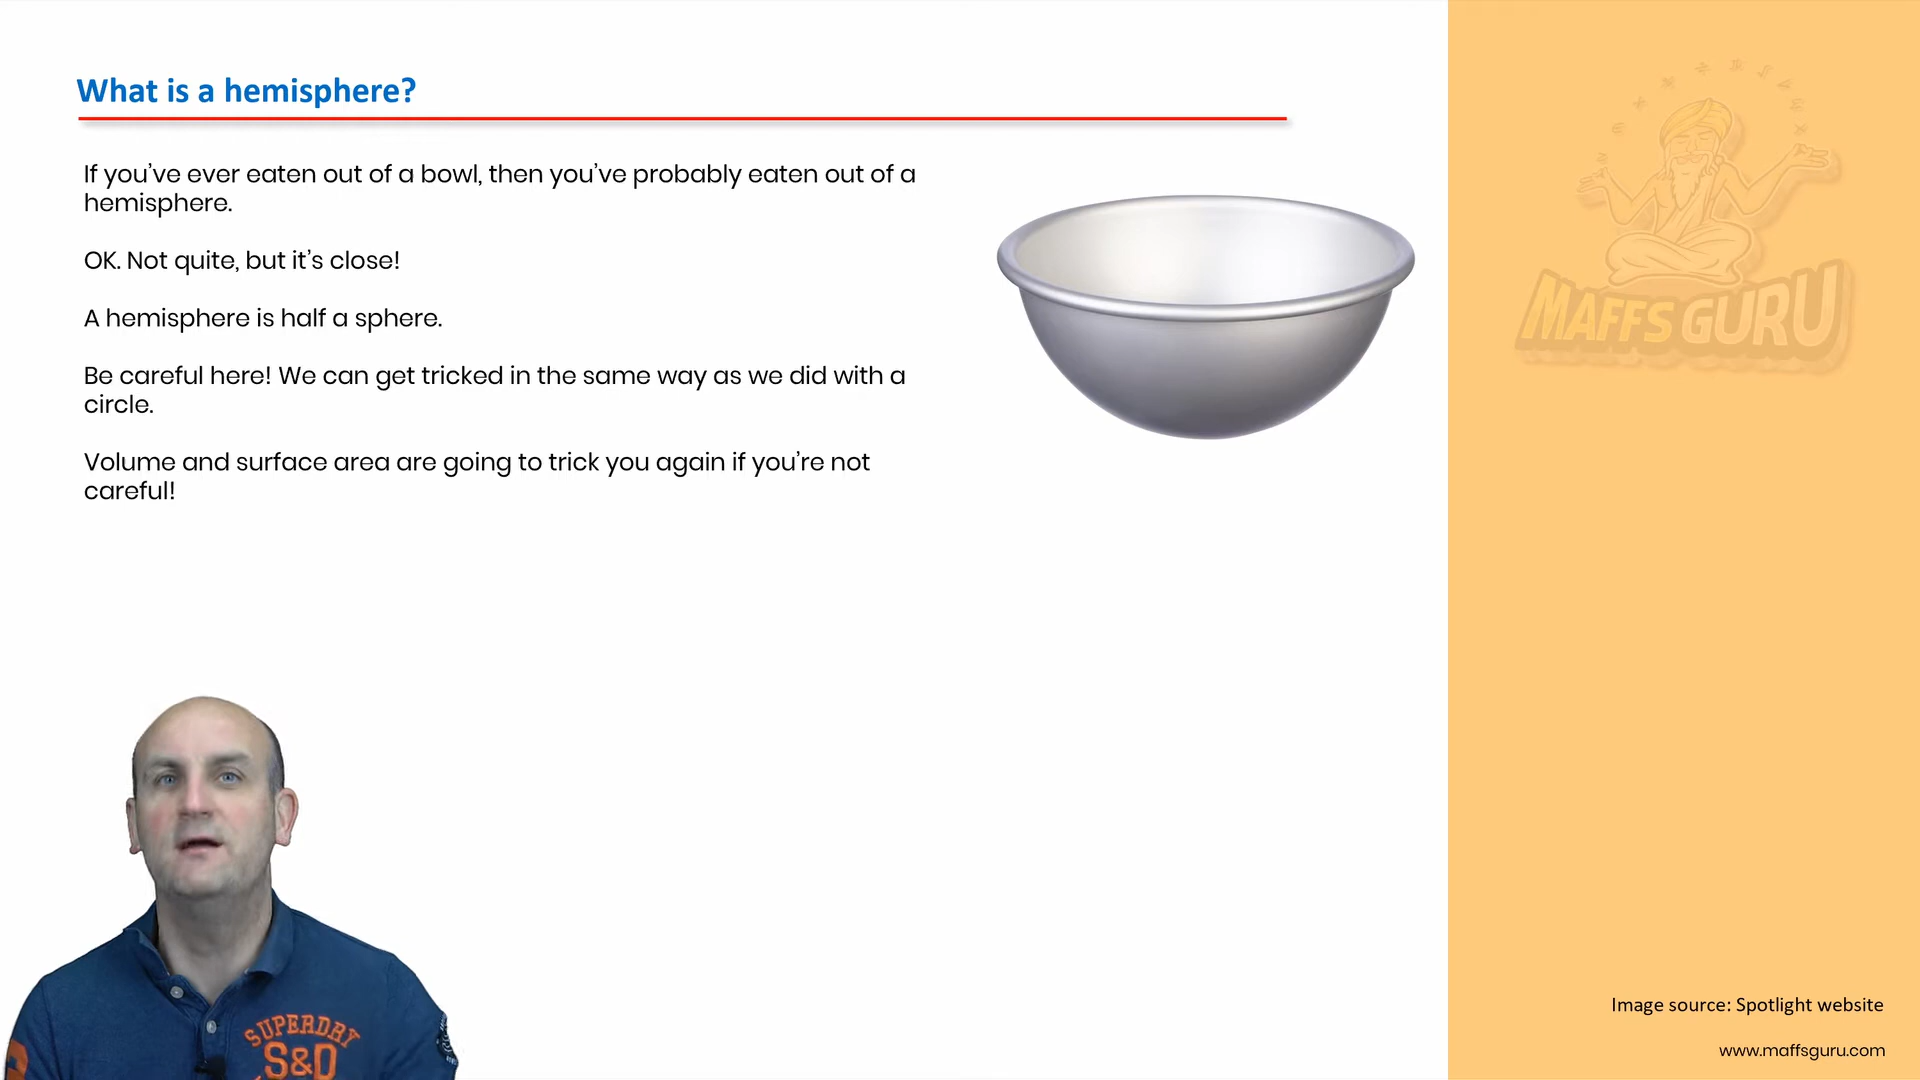 What is a hemisphere?
If you've ever eaten out of a bowl, then you've probably eaten out of a
hemisphere.
OK. Not quite, but it's close!
A hemisphere is half a sphere.
Be careful here! We can get tricked in the same way as we did with a
circle.
Volume and surface area are going to trick you again if you're not
careful!
MAFFS GURU
SUPERDRY
S&D
Image source: Spotlight website
www.maffsguru.com